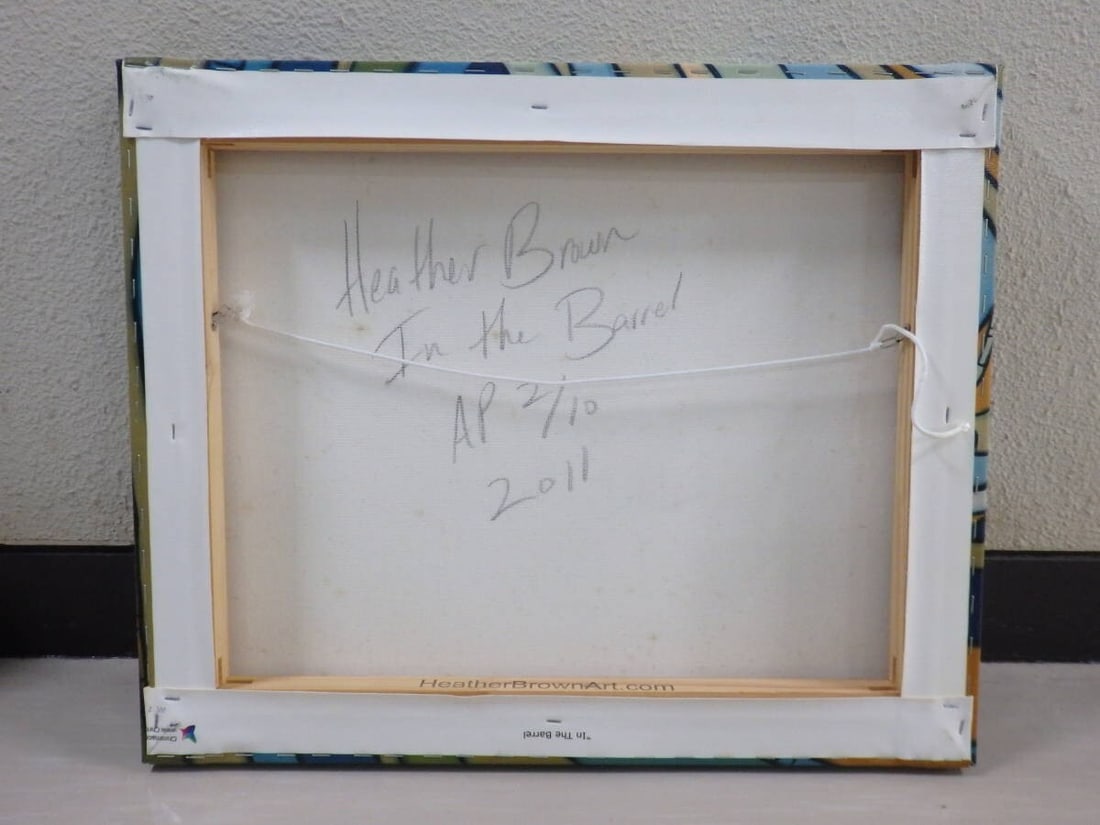 Heather Brown
In the Barrel
AP 2/10
2011
HeatherBrownArt.com
"In The Barrel